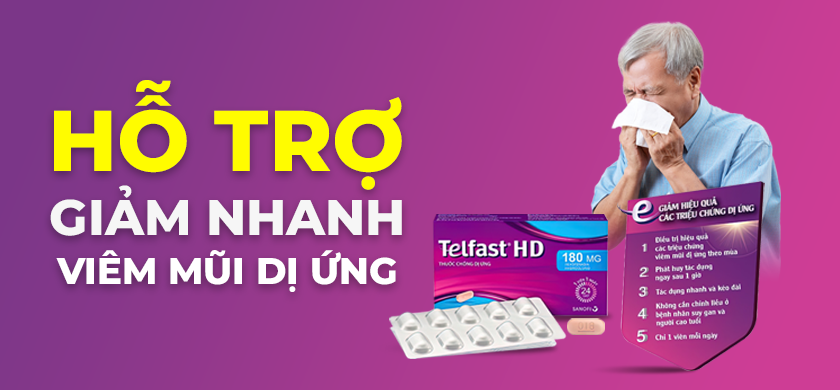 HỖ TRỢ
GIẢM NHANH
VIÊM MŨI DỊ ỨNG
Telfast HD
180 MG
THUỐC CHỐNG DỊ ỨNG
24
SANOFI
e GIẢM HIỆU QUẢ
CÁC TRIỆU CHỨNG DỊ ỨNG
1 Điều trị hiệu quả
các triệu chứng
viêm mũi dị ứng theo mùa
2 Phát huy tác dụng
ngay sau 1 giờ
3 Tác dụng nhanh và kéo dài
4 Không cần chỉnh liều ở
bệnh nhân suy gan và
người cao tuổi
5 Chỉ 1 viên mỗi ngày